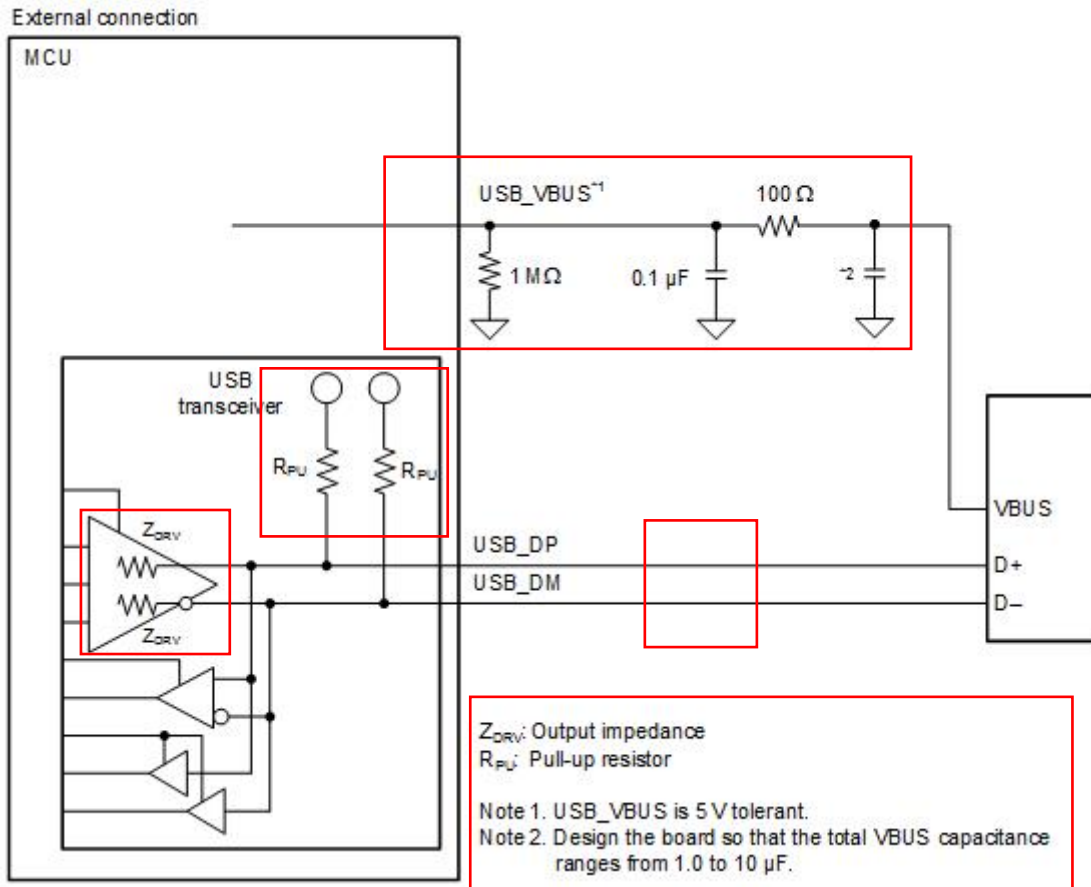 External connection
MCU
USB_VBUS*1
100 Ω
1 MΩ
0.1 µF
*2
USB
transceiver
RPU
RPU
ZDRV
ZDRV
USB_DP
USB_DM
VBUS
D+
D−
ZDRV: Output impedance
RPU: Pull-up resistor
Note 1. USB_VBUS is 5 V tolerant.
Note 2. Design the board so that the total VBUS capacitance
ranges from 1.0 to 10 µF.